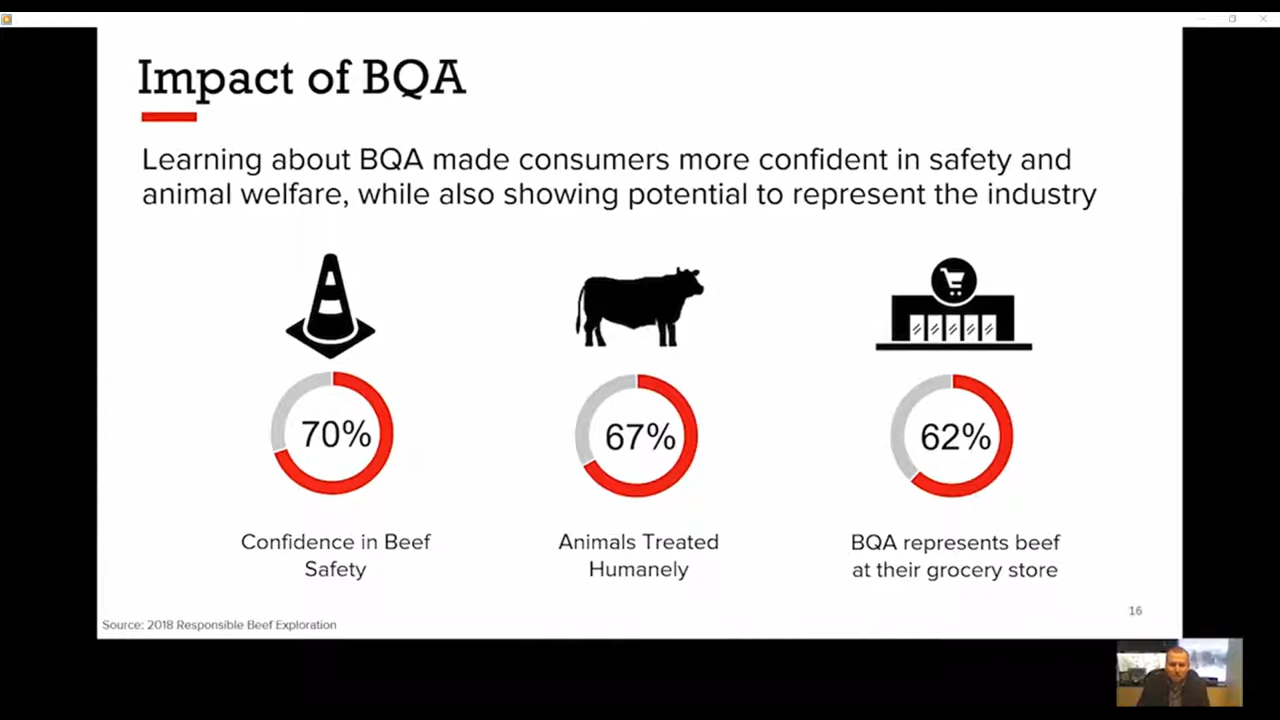 Impact of BQA
Learning about BQA made consumers more confident in safety and
animal welfare, while also showing potential to represent the industry
70%
67%
62%
Confidence in Beef
Safety
Animals Treated
Humanely
BQA represents beef
at their grocery store
16
Source: 2018 Responsible Beef Exploration